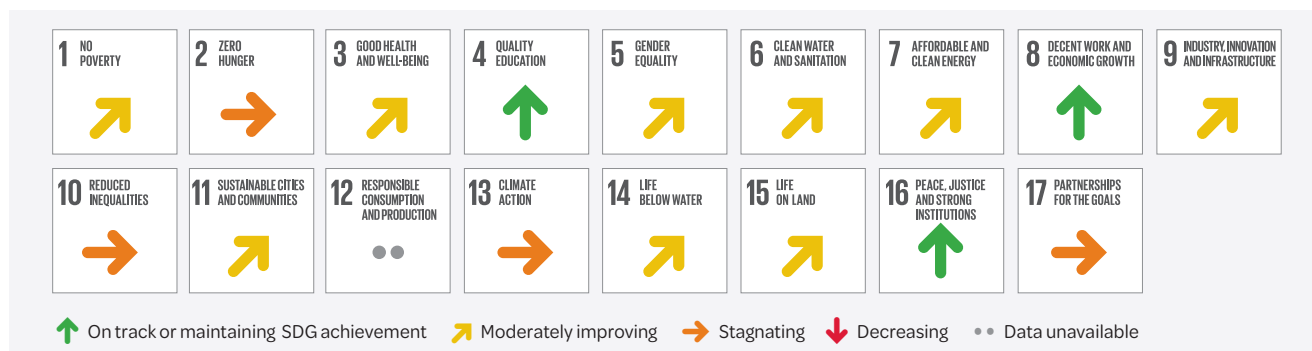 1 NO
POVERTY
2 ZERO
HUNGER
3 GOOD HEALTH
AND WELL-BEING
4 QUALITY
EDUCATION
5 GENDER
EQUALITY
6 CLEAN WATER
AND SANITATION
7 AFFORDABLE AND
CLEAN ENERGY
8 DECENT WORK AND
ECONOMIC GROWTH
9 INDUSTRY, INNOVATION
AND INFRASTRUCTURE
10 REDUCED
INEQUALITIES
11 SUSTAINABLE CITIES
AND COMMUNITIES
12 RESPONSIBLE
CONSUMPTION
AND PRODUCTION
13 CLIMATE
ACTION
14 LIFE
BELOW WATER
15 LIFE
ON LAND
16 PEACE, JUSTICE
AND STRONG
INSTITUTIONS
17 PARTNERSHIPS
FOR THE GOALS
On track or maintaining SDG achievement Moderately improving Stagnating Decreasing Data unavailable